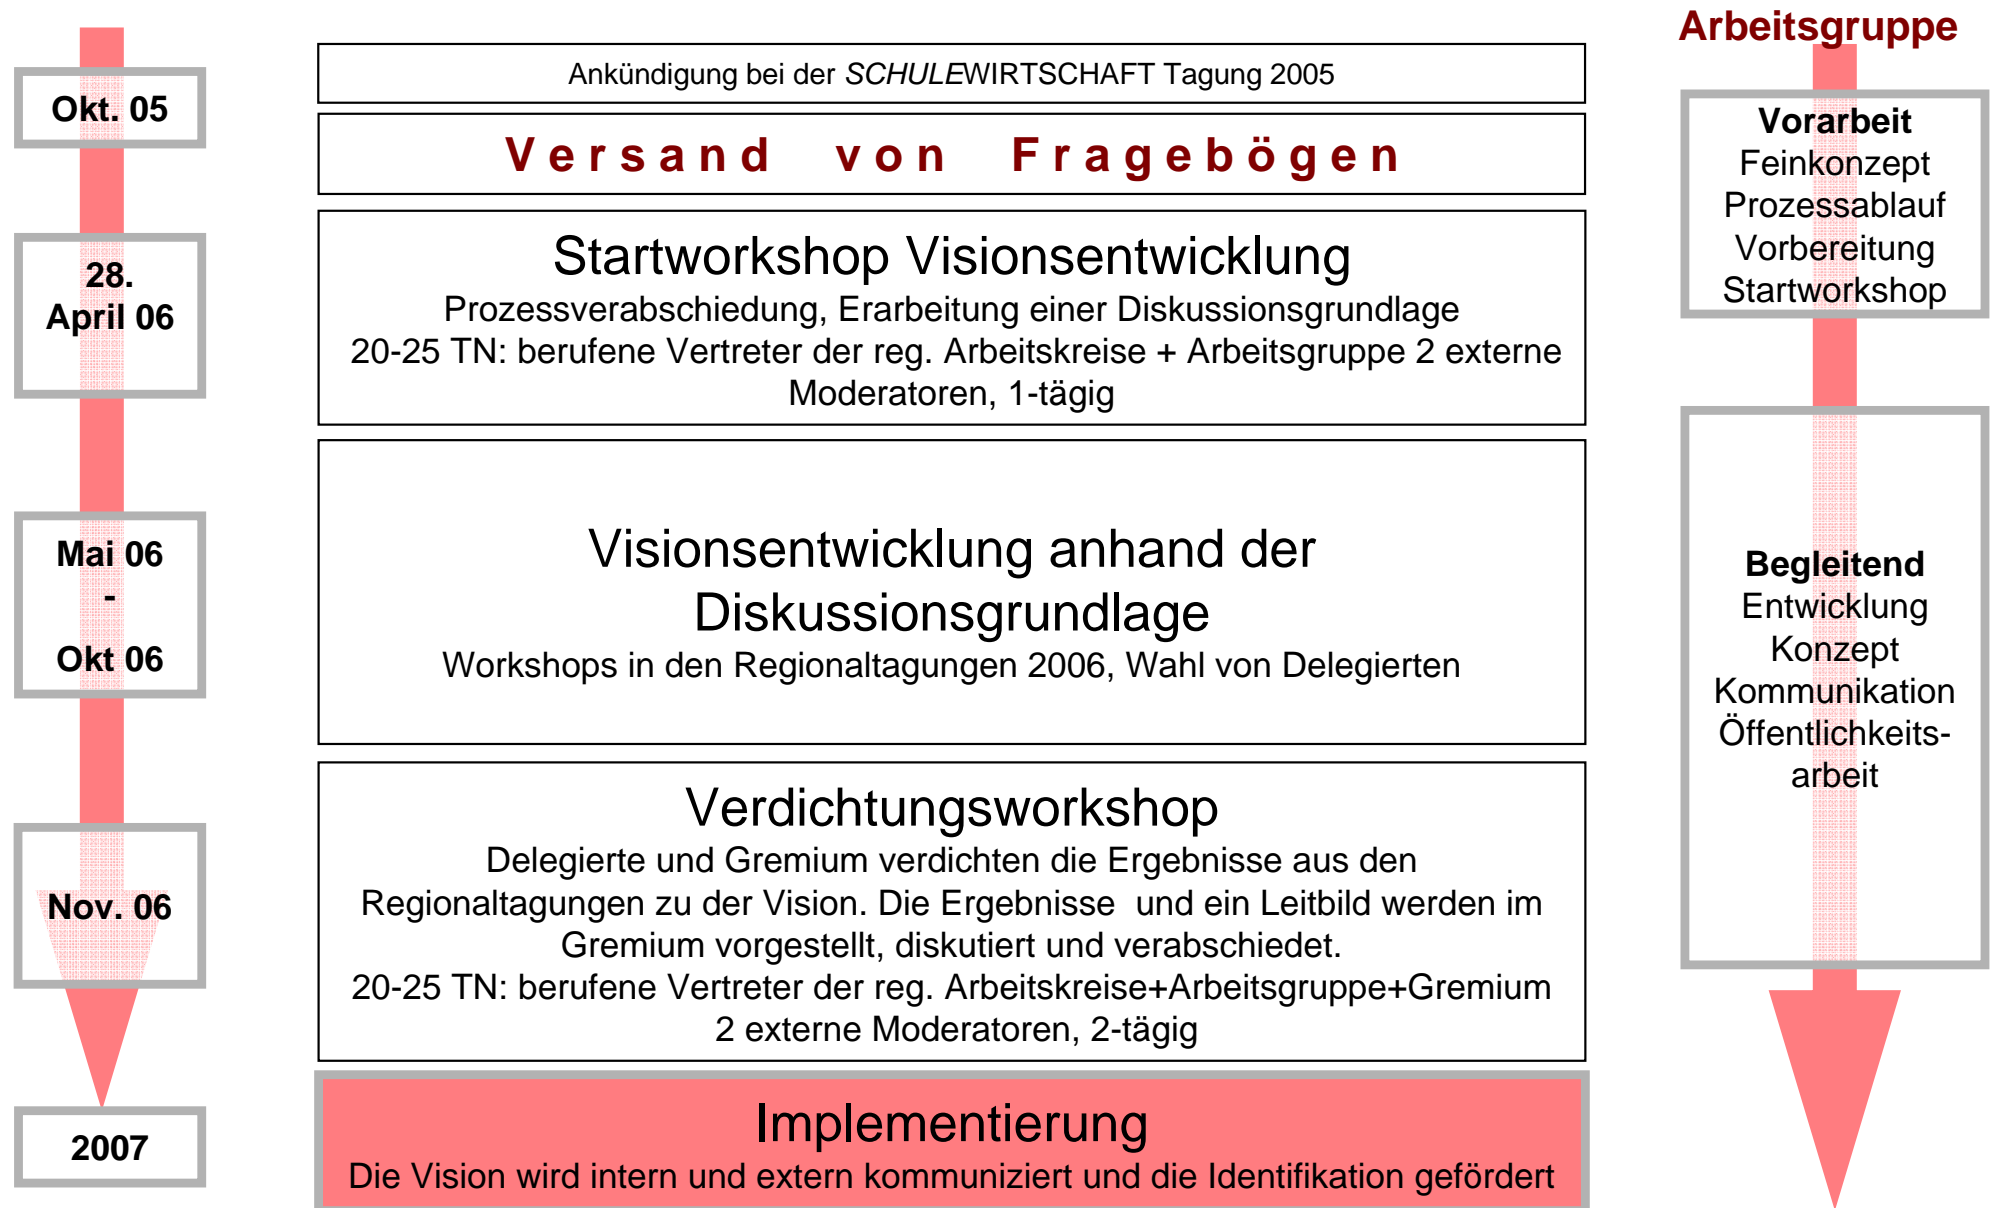 Arbeitsgruppe
Okt. 05
Ankündigung bei der SCHULEWIRTSCHAFT Tagung 2005
Versand von Fragebögen
Vorarbeit
Feinkonzept
Prozessablauf
Vorbereitung
Startworkshop
28.
April 06
Startworkshop Visionsentwicklung
Prozessverabschiedung, Erarbeitung einer Diskussionsgrundlage
20-25 TN: berufene Vertreter der reg. Arbeitskreise + Arbeitsgruppe 2 externe
Moderatoren, 1-tägig
Mai 06
-
Okt 06
Visionsentwicklung anhand der
Diskussionsgrundlage
Workshops in den Regionaltagungen 2006, Wahl von Delegierten
Begleitend
Entwicklung
Konzept
Kommunikation
Öffentlichkeits-
arbeit
Nov. 06
Verdichtungsworkshop
Delegierte und Gremium verdichten die Ergebnisse aus den
Regionaltagungen zu der Vision. Die Ergebnisse und ein Leitbild werden im
Gremium vorgestellt, diskutiert und verabschiedet.
20-25 TN: berufene Vertreter der reg. Arbeitskreise+Arbeitsgruppe+Gremium
2 externe Moderatoren, 2-tägig
2007
Implementierung
Die Vision wird intern und extern kommuniziert und die Identifikation gefördert